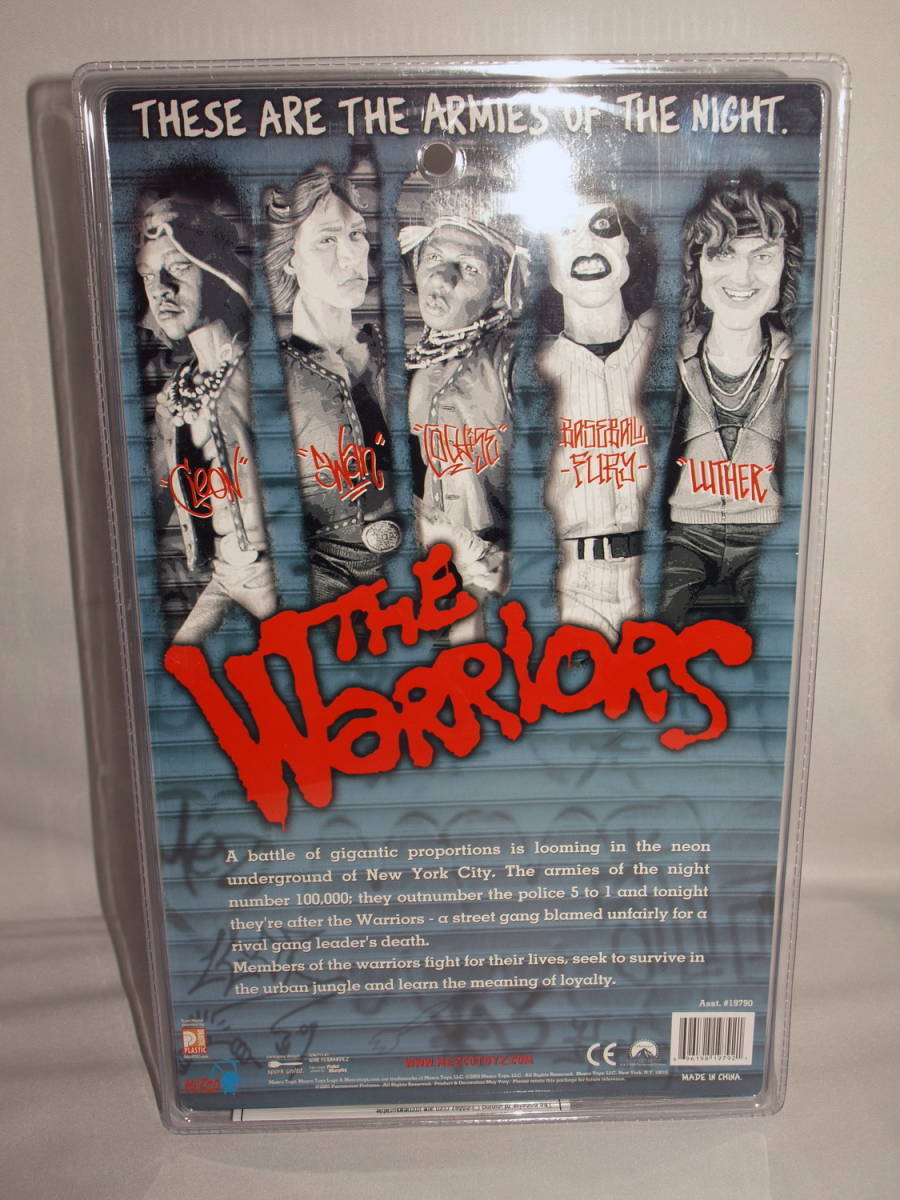 THESE ARE THE ARMIES OF THE NIGHT.
"CLEON"
"SWAN"
"COCHISE"
BASEBALL
-FURY-
"LUTHER"
THE
WARRIORS
A battle of gigantic proportions is looming in the neon
underground of New York City. The armies of the night
number 100,000; they outnumber the police 5 to 1 and tonight
they're after the Warriors - a street gang blamed unfairly for a
rival gang leader's death.
Members of the warriors fight for their lives, seek to survive in
the urban jungle and learn the meaning of loyalty.
Asst. #19790
PLASTIC
spark united.
WWW.MEZCOTOYZ.COM
CE
MADE IN CHINA.
MEZCO